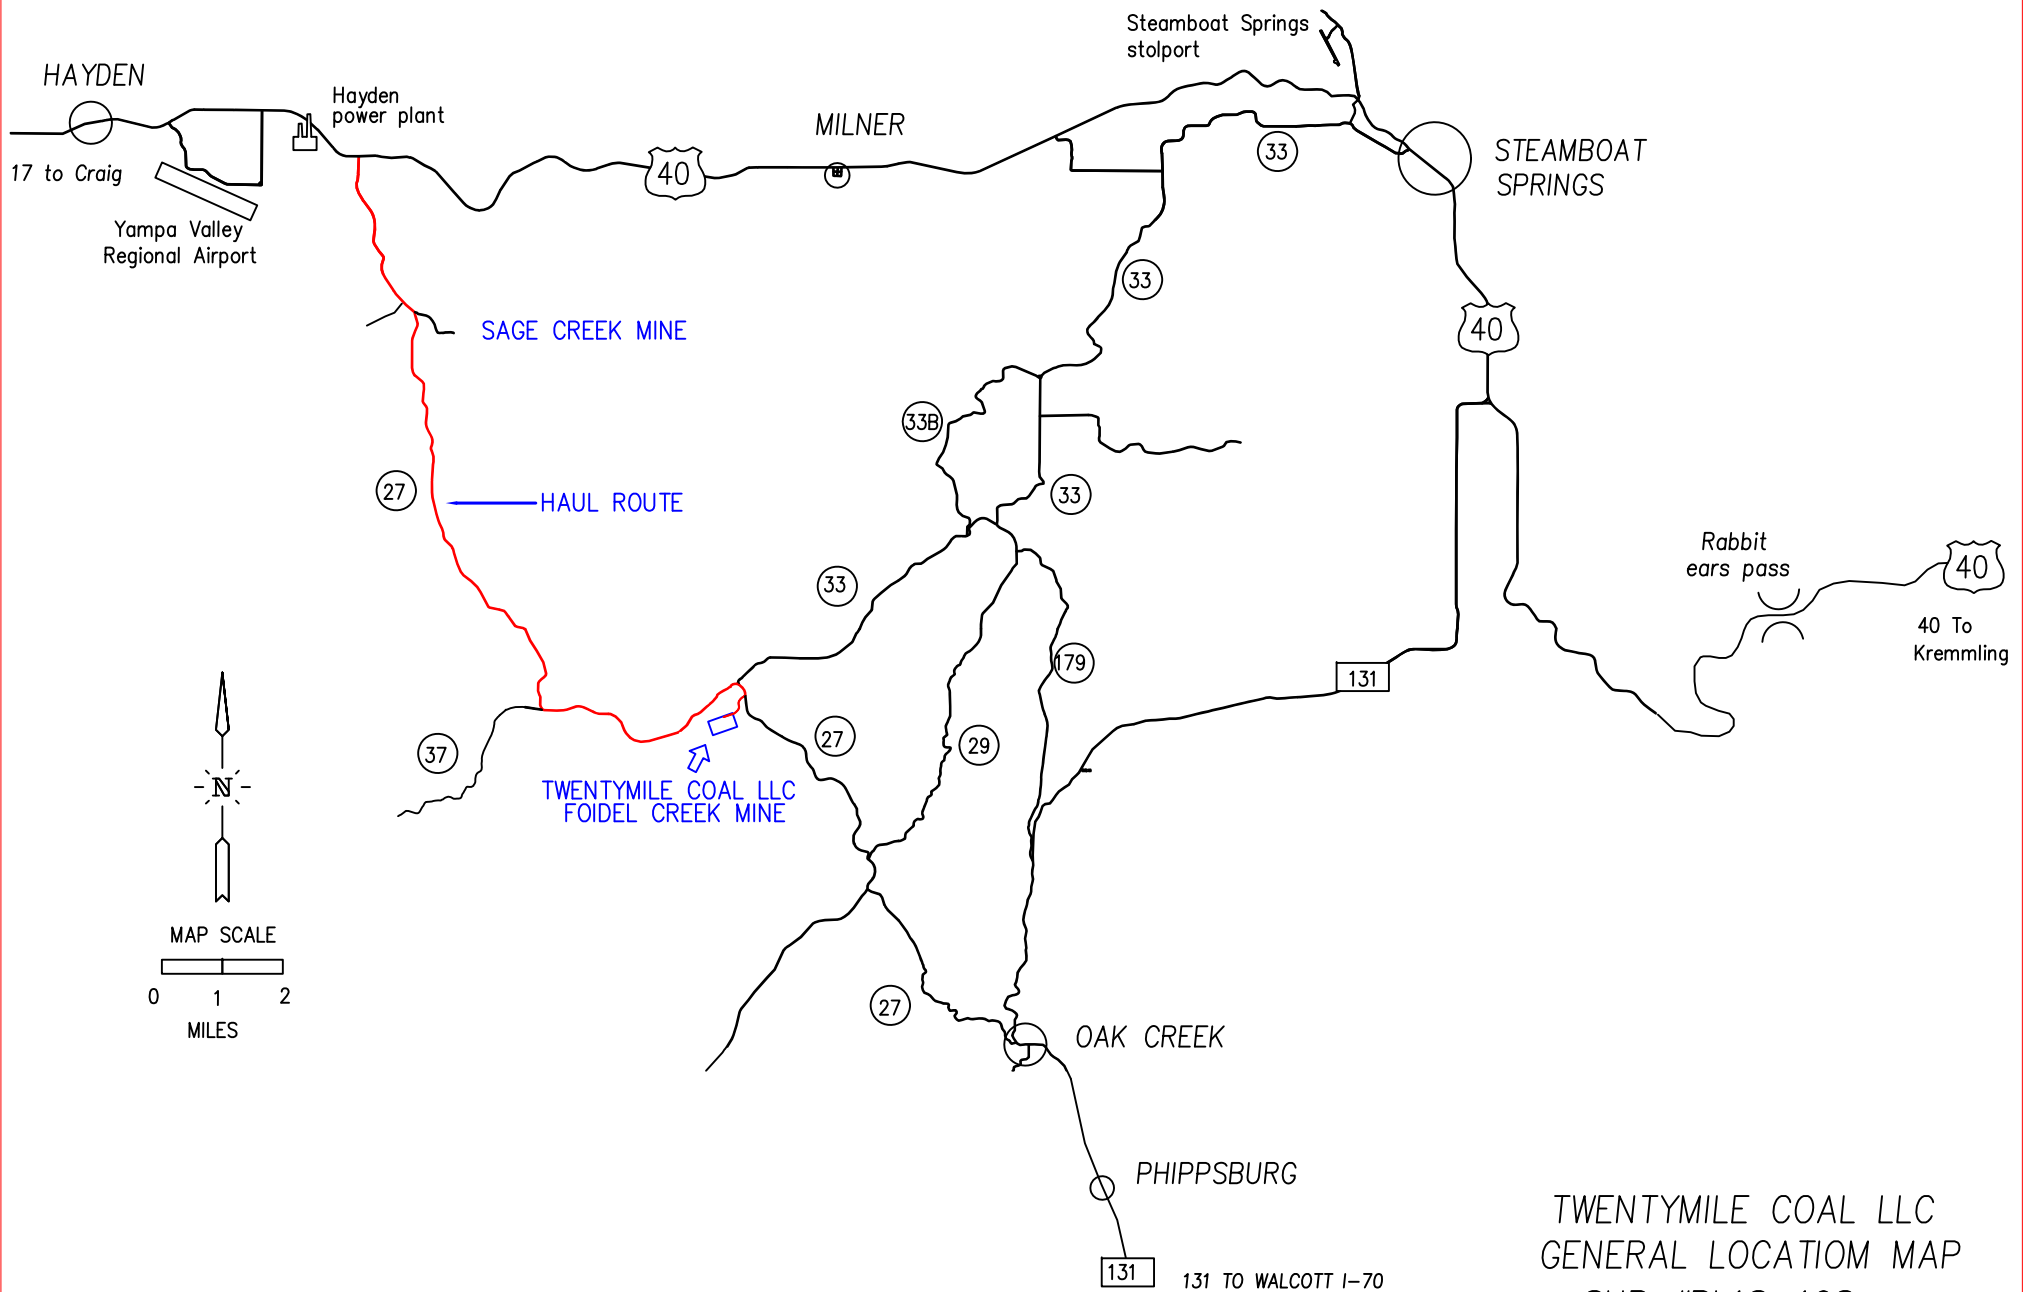 Steamboat Springs
stolport
HAYDEN
Hayden
power plant
MILNER
33
STEAMBOAT
SPRINGS
17 to Craig
40
Yampa Valley
Regional Airport
33
SAGE CREEK MINE
40
33B
27
HAUL ROUTE
33
Rabbit
ears pass
40
33
40 To
Kremmling
179
131
37
27
29
TWENTYMILE COAL LLC
FOIDEL CREEK MINE
N
MAP SCALE
0 1 2
MILES
27
OAK CREEK
PHIPPSBURG
131
131 TO WALCOTT I-70
TWENTYMILE COAL LLC
GENERAL LOCATIOM MAP